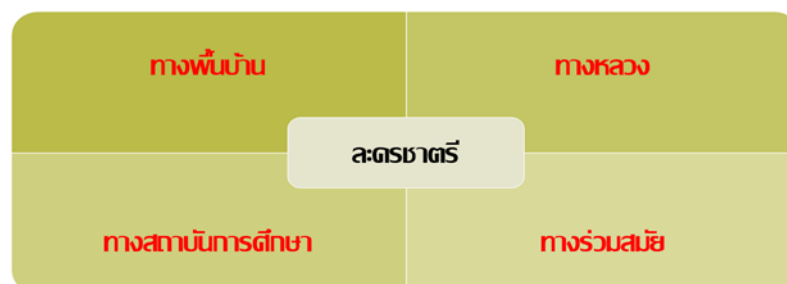 ทางพื้นบ้าน
ทางหลวง
ละครชาตรี
ทางสถาบันการศึกษา
ทางร่วมสมัย